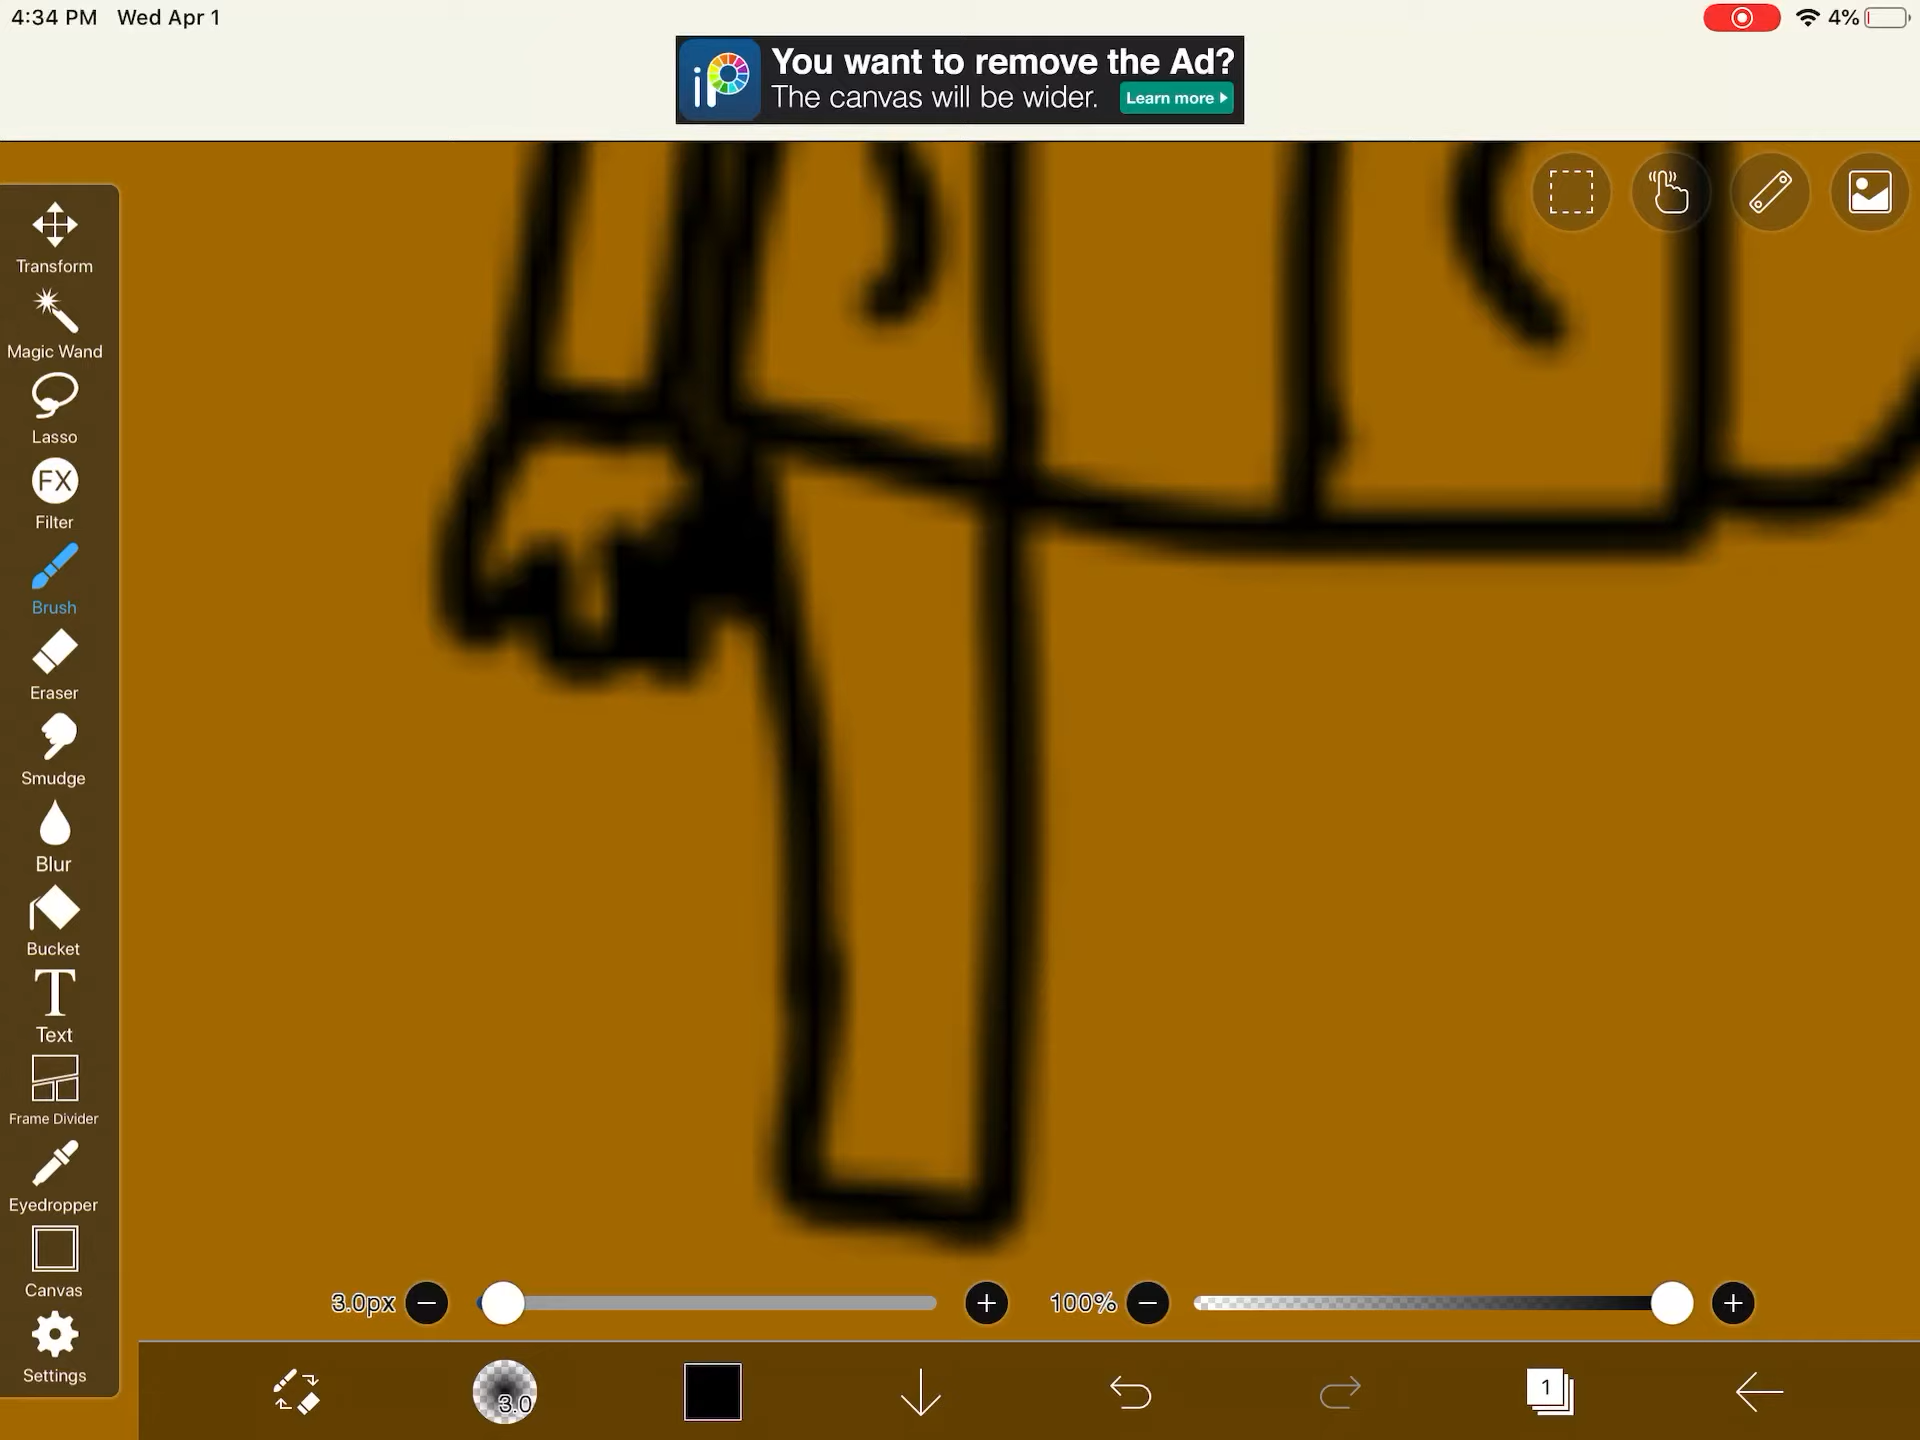 4:34 PM Wed Apr 1
4%
iP
You want to remove the Ad?
The canvas will be wider.
Learn more
Transform
Magic Wand
Lasso
FX
Filter
Brush
Eraser
Smudge
Blur
Bucket
T
Text
Frame Divider
Eyedropper
Canvas
Settings
3.0px
100%
3.0
1